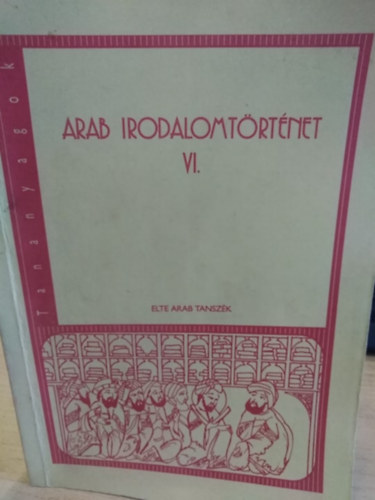 Tananyagok
ARAB IRODALOMTÖRTÉNET
VI.
ELTE ARAB TANSZÉK